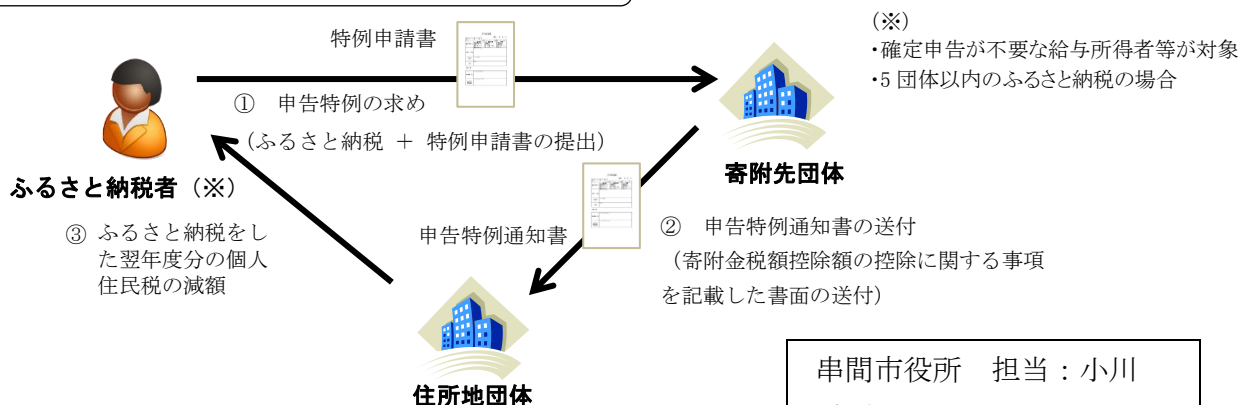 特例申請書
① 申告特例の求め
(ふるさと納税 + 特例申請書の提出)
(※)
・確定申告が不要な給与所得者等が対象
・5 団体以内のふるさと納税の場合
ふるさと納税者(※)
寄附先団体
③ ふるさと納税をし
た翌年度分の個人
住民税の減額
申告特例通知書
② 申告特例通知書の送付
(寄附金税額控除額の控除に関する事項
を記載した書面の送付)
住所地団体
串間市役所 担当:小川